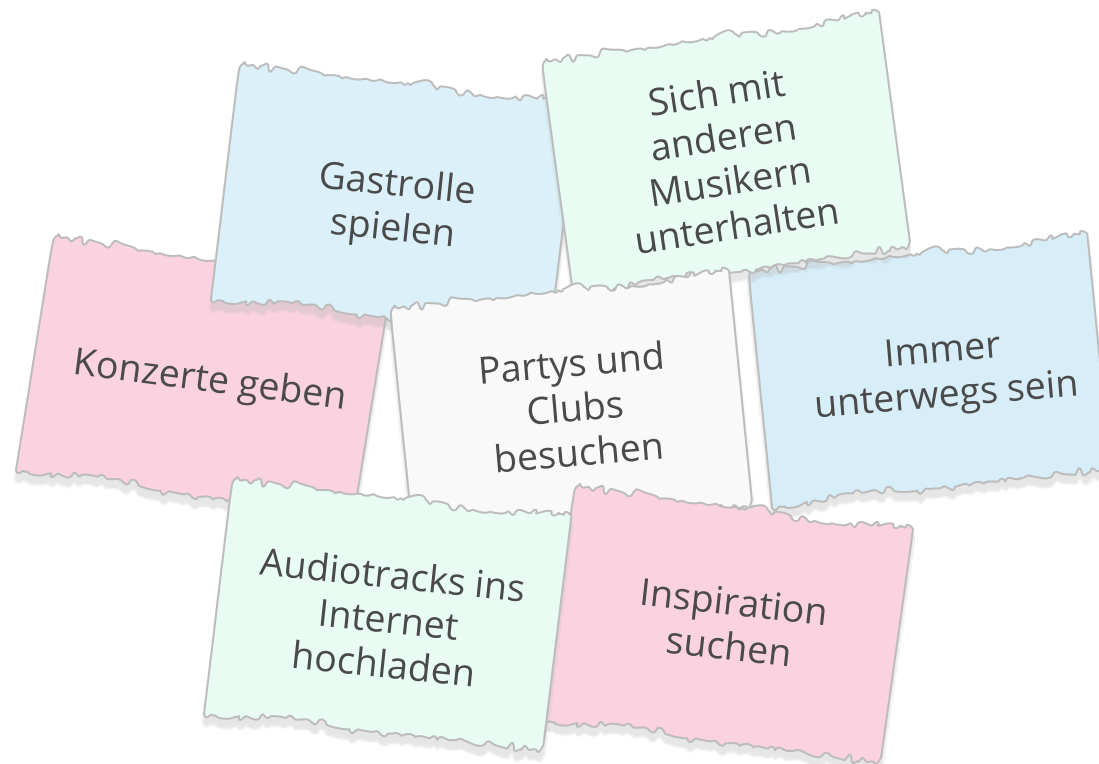 Gastrolle
spielen
Sich mit
anderen
Musikern
unterhalten
Konzerte geben
Partys und
Clubs
besuchen
Immer
unterwegs sein
Audiotracks ins
Internet
hochladen
Inspiration
suchen